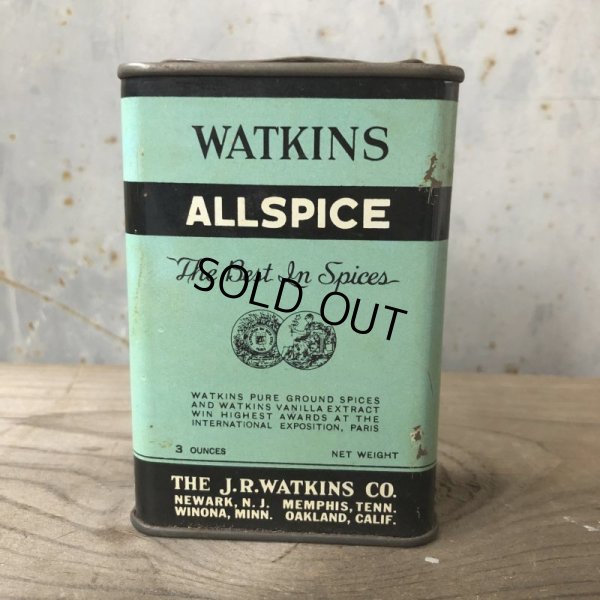 WATKINS
ALLSPICE
The Best In Spices
SOLD OUT
WATKINS PURE GROUND SPICES
AND WATKINS VANILLA EXTRACT
WIN HIGHEST AWARDS AT THE
INTERNATIONAL EXPOSITION, PARIS
3 OUNCES NET WEIGHT
THE J.R.WATKINS CO.
NEWARK, N.J. MEMPHIS, TENN.
WINONA, MINN. OAKLAND, CALIF.